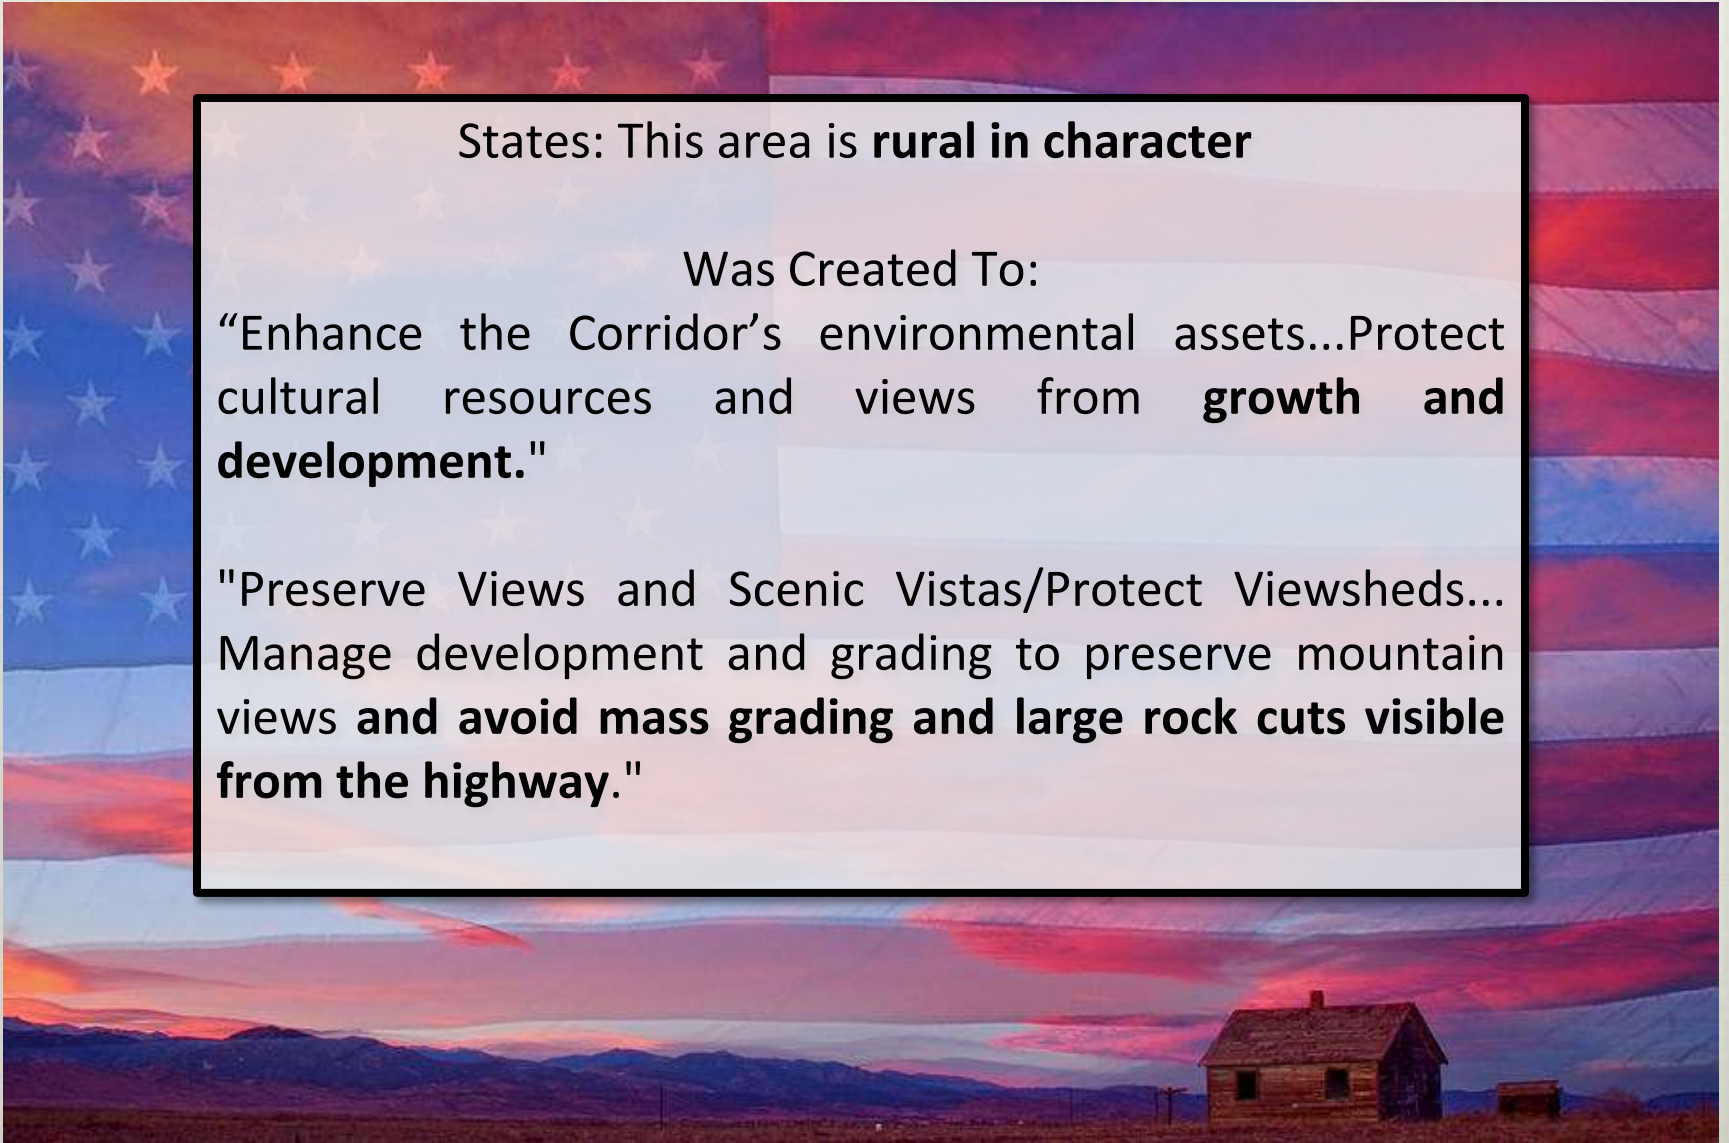 States: This area is rural in character
Was Created To:
“Enhance the Corridor’s environmental assets...Protect
cultural resources and views from growth and
development."
"Preserve Views and Scenic Vistas/Protect Viewsheds...
Manage development and grading to preserve mountain
views and avoid mass grading and large rock cuts visible
from the highway."